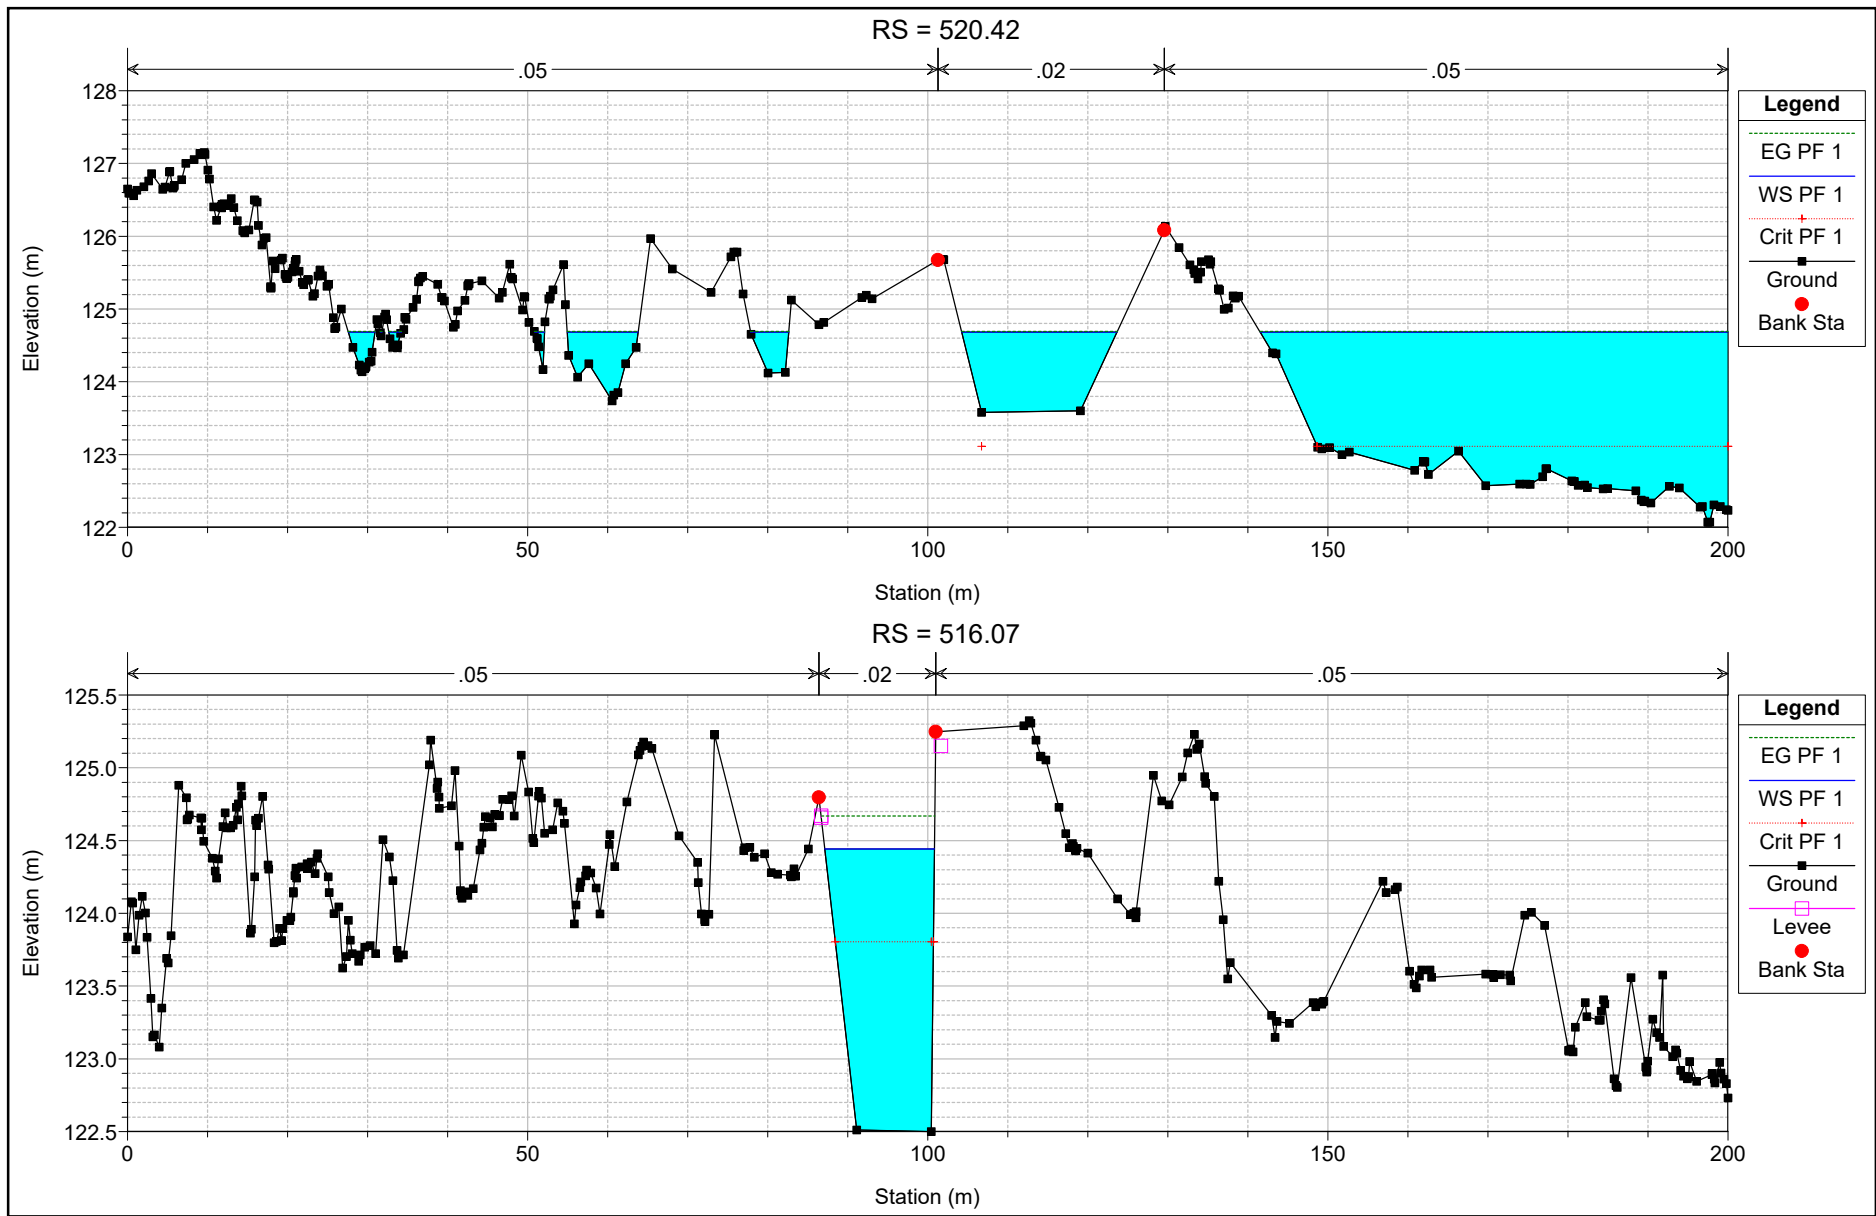 RS = 520.42
.05 .02 .05
128
127
126
125
124
123
122
Elevation (m)
0 50 100 150 200
Station (m)
Legend
EG PF 1
WS PF 1
Crit PF 1
Ground
Bank Sta
RS = 516.07
.05 .02 .05
125.5
125.0
124.5
124.0
123.5
123.0
122.5
Elevation (m)
0 50 100 150 200
Station (m)
Legend
EG PF 1
WS PF 1
Crit PF 1
Ground
Levee
Bank Sta